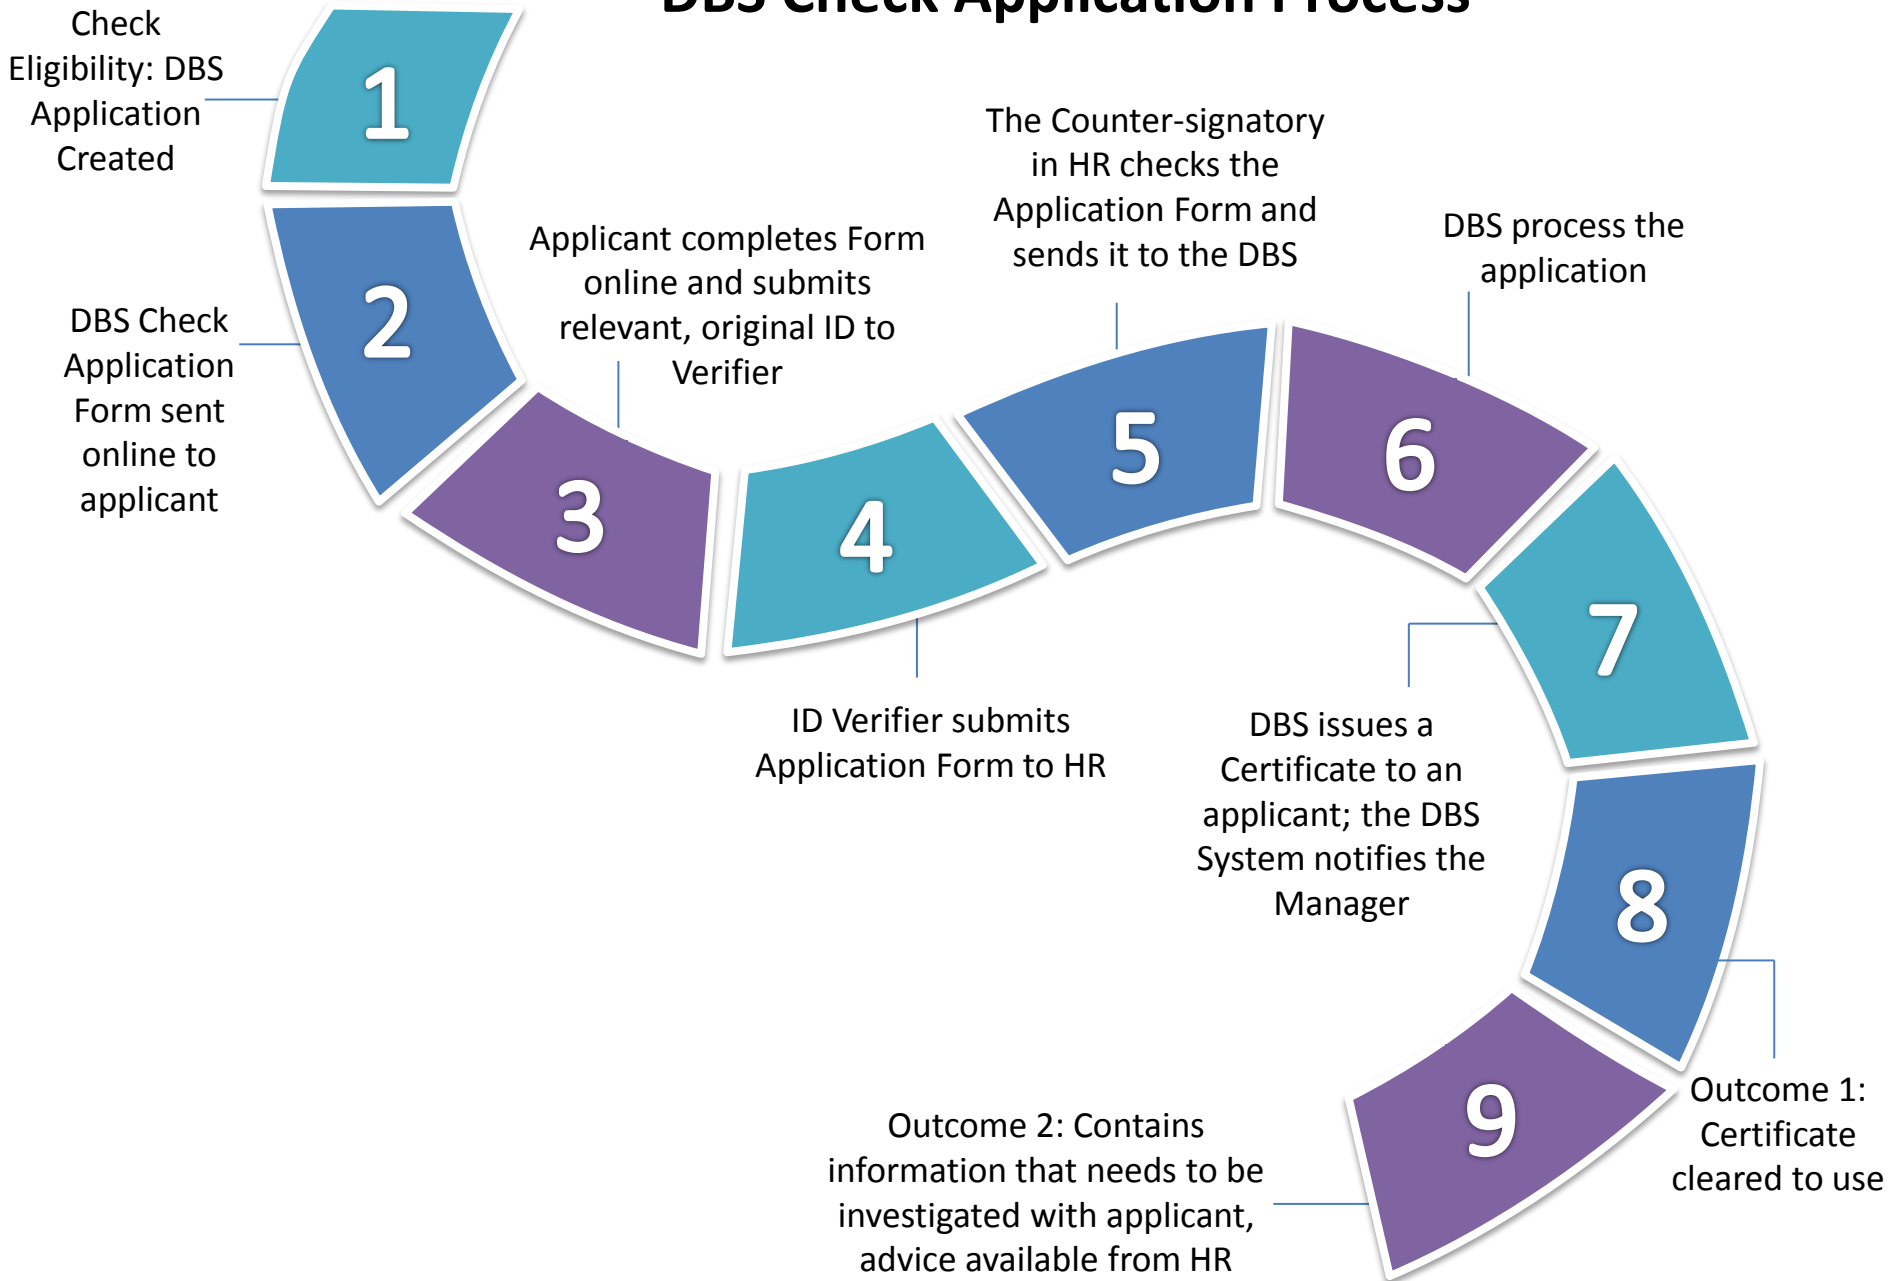 DBS Check Application Process
Check
Eligibility: DBS
Application
Created
1
2
DBS Check
Application
Form sent
online to
applicant
Applicant completes Form
online and submits
relevant, original ID to
Verifier
3
4
ID Verifier submits
Application Form to HR
The Counter-signatory
in HR checks the
Application Form and
sends it to the DBS
5
DBS process the
application
6
7
DBS issues a
Certificate to an
applicant; the DBS
System notifies the
Manager
8
Outcome 1:
Certificate
cleared to use
9
Outcome 2: Contains
information that needs to be
investigated with applicant,
advice available from HR